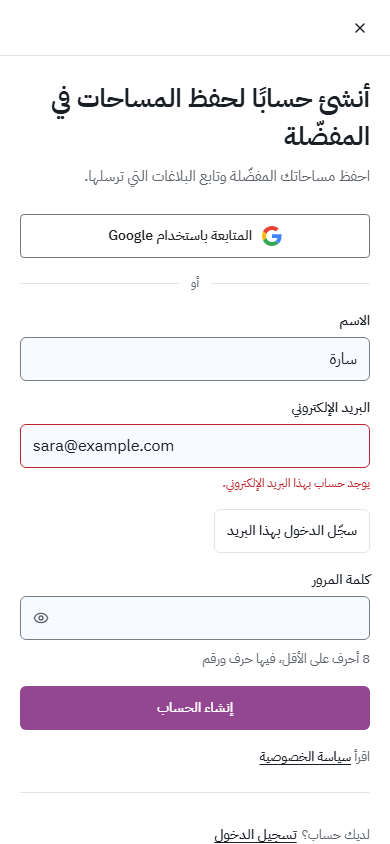 أنشئ حسابًا لحفظ المساحات في
المفضّلة
احفظ مساحاتك المفضّلة وتابع البلاغات التي ترسلها.
المتابعة باستخدام Google
أو
الاسم
سارة
البريد الإلكتروني
sara@example.com
يوجد حساب بهذا البريد الإلكتروني.
سجّل الدخول بهذا البريد
كلمة المرور
8 أحرف على الأقل، فيها حرف ورقم
إنشاء الحساب
اقرأ سياسة الخصوصية
لديك حساب؟ تسجيل الدخول